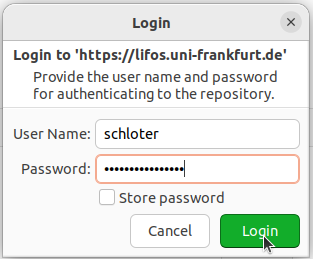 Login
Login to 'https://lifos.uni-frankfurt.de'
Provide the user name and password
for authenticating to the repository.
User Name: schloter
Password: ••••••••••••••••
Store password
Cancel Login